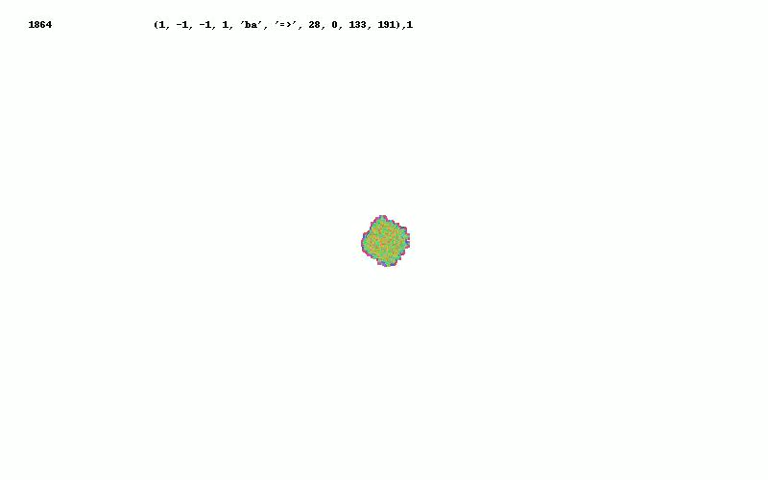 1864 (1, -1, -1, 1, 'ba', '=>', 28, 0, 133, 191),1